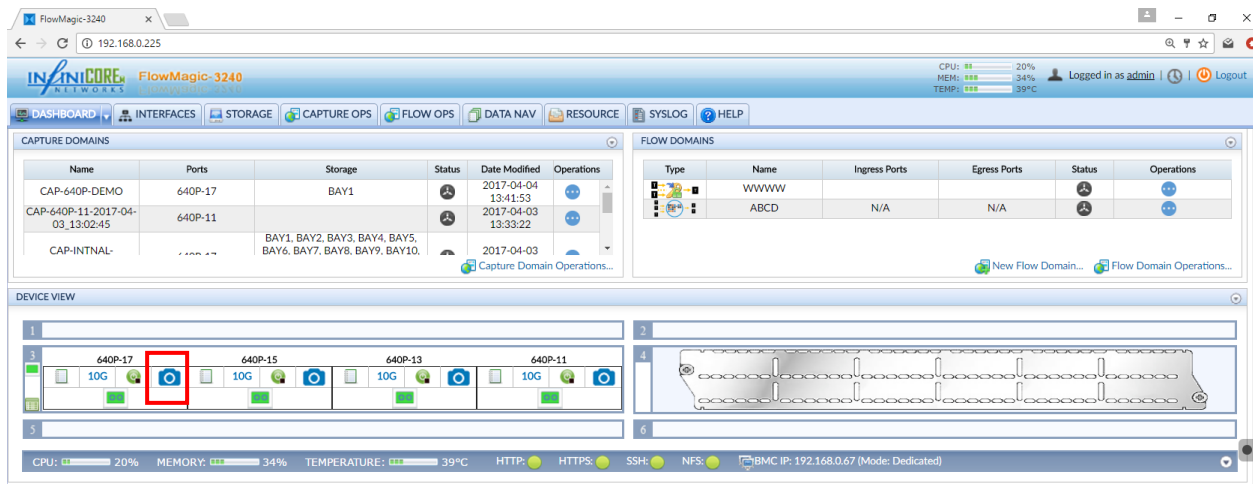 FlowMagic-3240
192.168.0.225
INFINICORE
NETWORKS
FlowMagic-3240
CPU: 20%
MEM: 34%
TEMP: 39°C
Logged in as admin | | Logout
DASHBOARD INTERFACES STORAGE CAPTURE OPS FLOW OPS DATA NAV RESOURCE SYSLOG HELP
CAPTURE DOMAINS
Name Ports Storage Status Date Modified Operations
CAP-640P-DEMO 640P-17 BAY1 2017-04-04
13:41:53
CAP-640P-11-2017-04-
03_13:02:45 640P-11 2017-04-03
13:33:22
CAP-INTNAL- BAY1, BAY2, BAY3, BAY4, BAY5,
BAY6, BAY7, BAY8, BAY9, BAY10, 2017-04-03
Capture Domain Operations...
FLOW DOMAINS
Type Name Ingress Ports Egress Ports Status Operations
WWWW
ABCD N/A N/A
New Flow Domain... Flow Domain Operations...
DEVICE VIEW
1
2
3
640P-17 640P-15 640P-13 640P-11
10G 10G 10G 10G
4
5
6
CPU: 20% MEMORY: 34% TEMPERATURE: 39ºC HTTP: HTTPS: SSH: NFS: BMC IP: 192.168.0.67 (Mode: Dedicated)